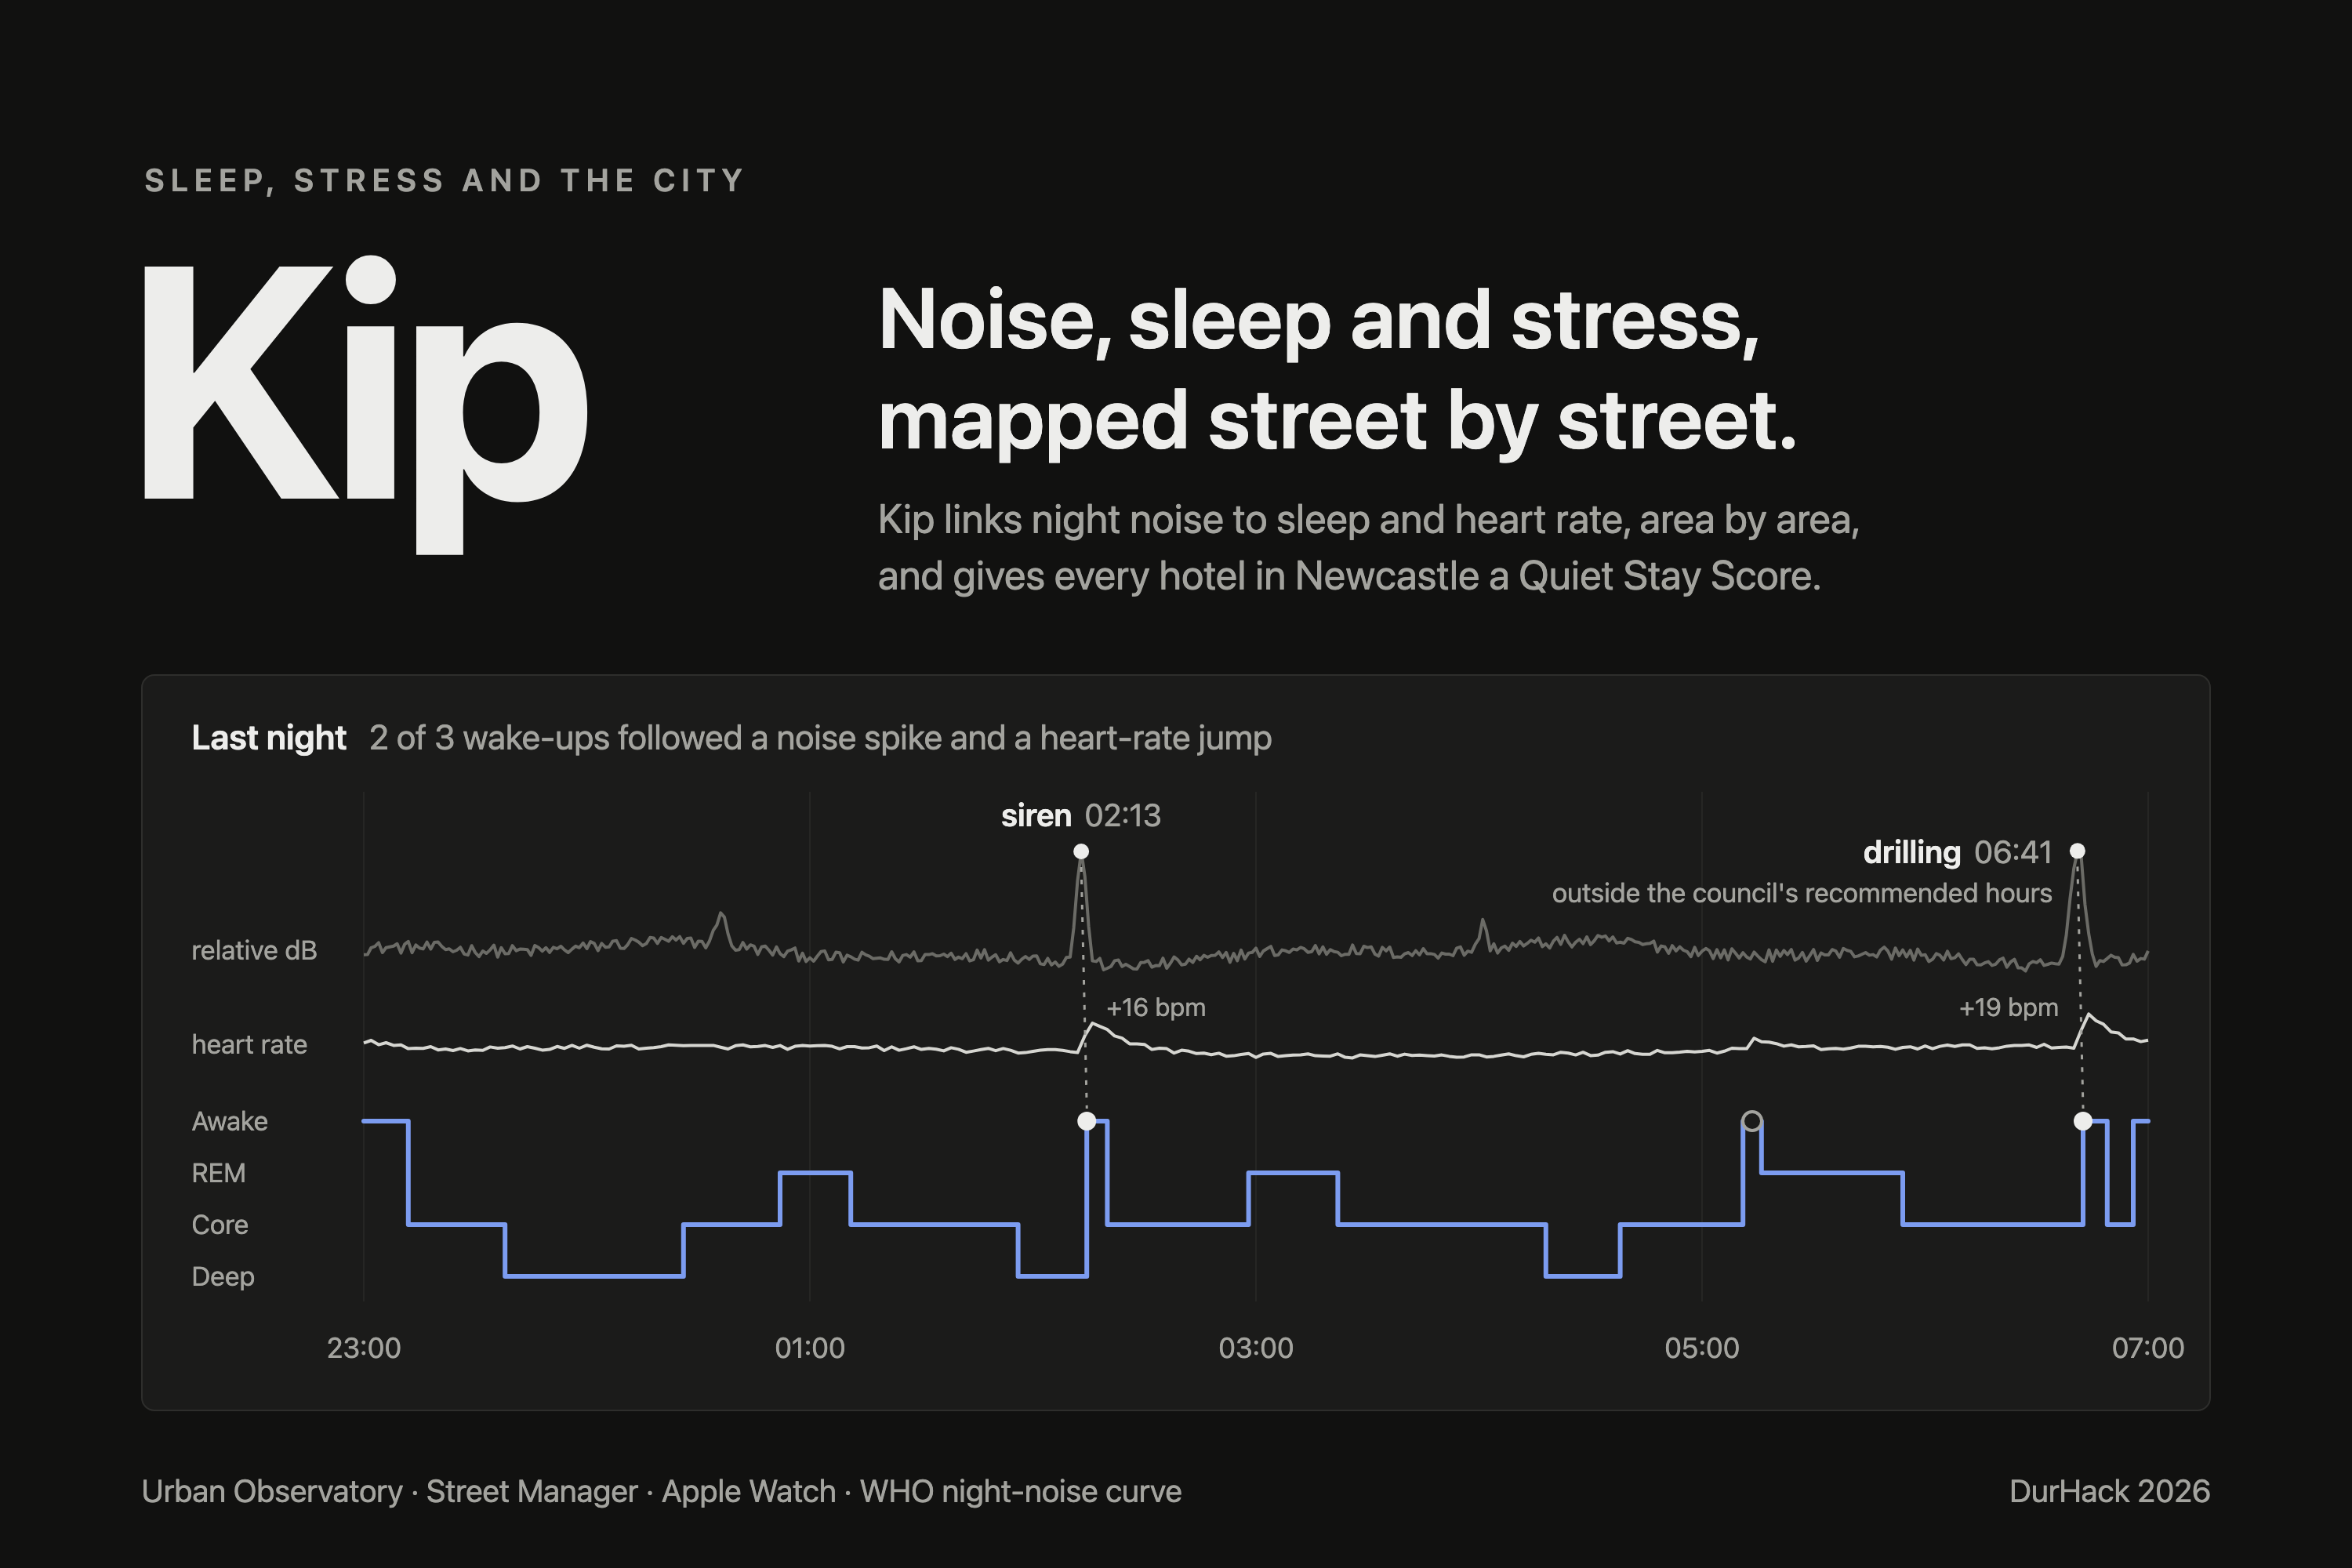 SLEEP, STRESS AND THE CITY
Kip
Noise, sleep and stress,
mapped street by street.
Kip links night noise to sleep and heart rate, area by area,
and gives every hotel in Newcastle a Quiet Stay Score.
Last night 2 of 3 wake-ups followed a noise spike and a heart-rate jump
siren 02:13
drilling 06:41
outside the council's recommended hours
relative dB
+16 bpm
+19 bpm
heart rate
Awake
REM
Core
Deep
23:00 01:00 03:00 05:00 07:00
Urban Observatory · Street Manager · Apple Watch · WHO night-noise curve
DurHack 2026